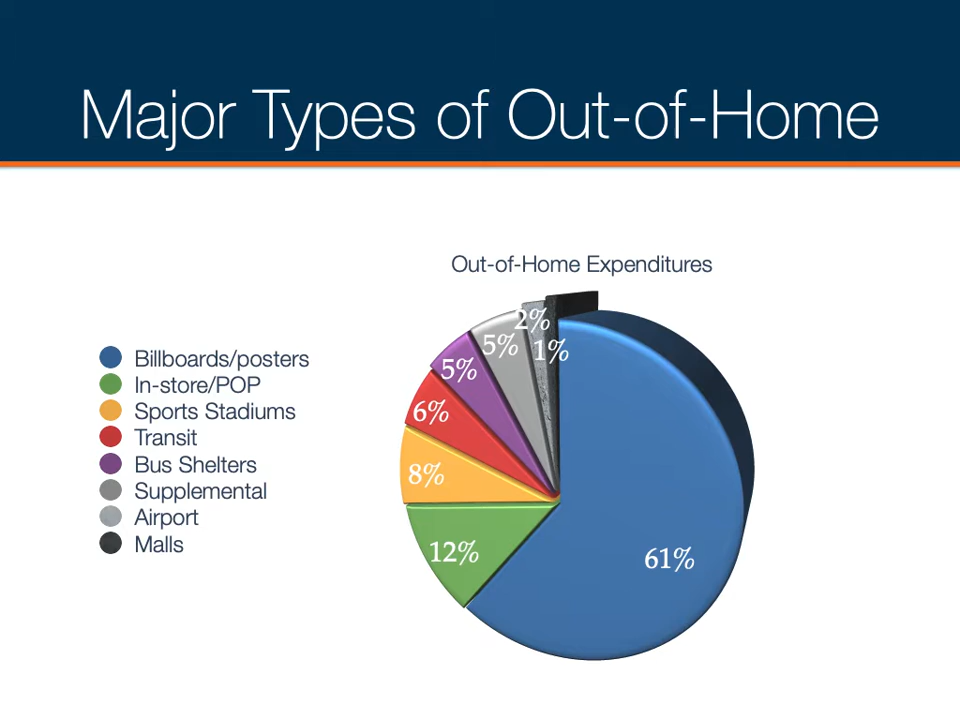 Major Types of Out-of-Home
Out-of-Home Expenditures
Billboards/posters
In-store/POP
Sports Stadiums
Transit
Bus Shelters
Supplemental
Airport
Malls
2%
5%
1%
5%
6%
8%
12%
61%